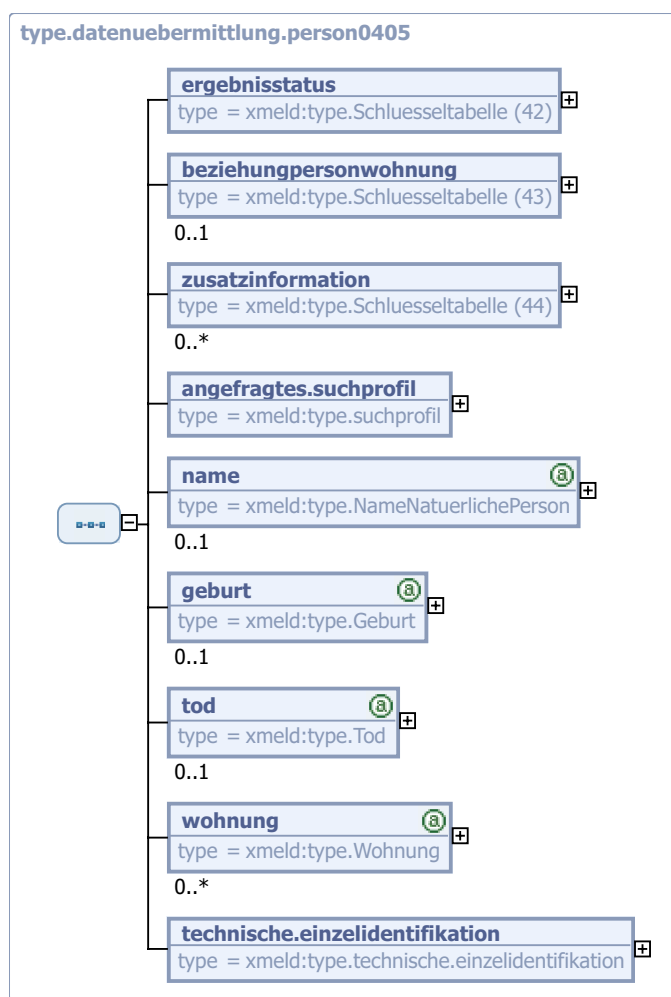 type.datenuebermittlung.person0405
ergebnisstatus
type = xmeld:type.Schluesseltabelle (42)
beziehungpersonwohnung
type = xmeld:type.Schluesseltabelle (43)
0..1
zusatzinformation
type = xmeld:type.Schluesseltabelle (44)
0..*
angefragtes.suchprofil
type = xmeld:type.suchprofil
name
type = xmeld:type.NameNatuerlichePerson
0..1
geburt
type = xmeld:type.Geburt
0..1
tod
type = xmeld:type.Tod
0..1
wohnung
type = xmeld:type.Wohnung
0..*
technische.einzelidentifikation
type = xmeld:type.technische.einzelidentifikation